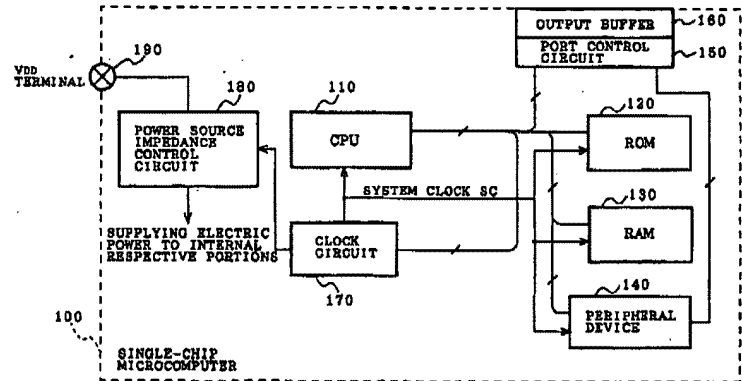 OUTPUT BUFFER
160
PORT CONTROL
CIRCUIT
150
190
VDD
TERMINAL
180
110
120
POWER SOURCE
IMPEDANCE
CONTROL
CIRCUIT
CPU
ROM
SYSTEM CLOCK SC
130
RAM
SUPPLYING ELECTRIC
POWER TO INTERNAL
RESPECTIVE PORTIONS
CLOCK
CIRCUIT
170
140
PERIPHERAL
DEVICE
100
SINGLE-CHIP
MICROCOMPUTER